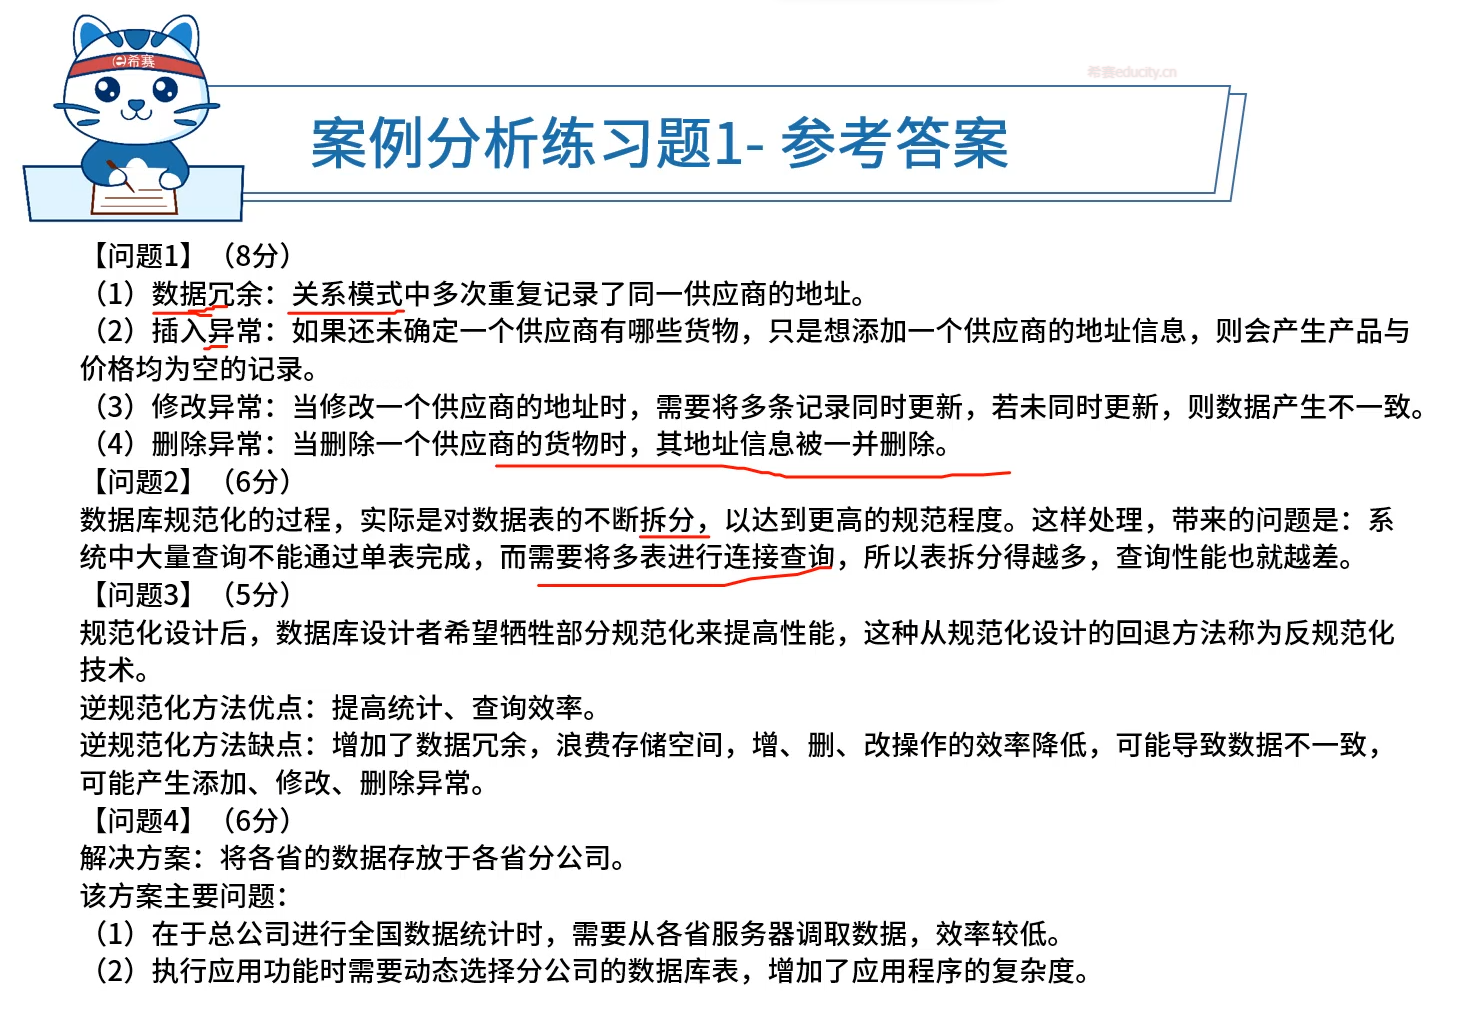 希赛
希赛educity.cn
案例分析练习题1- 参考答案
【问题1】（8分）
（1）数据冗余：关系模式中多次重复记录了同一供应商的地址。
（2）插入异常：如果还未确定一个供应商有哪些货物，只是想添加一个供应商的地址信息，则会产生产品与
价格均为空的记录。
（3）修改异常：当修改一个供应商的地址时，需要将多条记录同时更新，若未同时更新，则数据产生不一致。
（4）删除异常：当删除一个供应商的货物时，其地址信息被一并删除。
【问题2】（6分）
数据库规范化的过程，实际是对数据表的不断拆分，以达到更高的规范程度。这样处理，带来的问题是：系
统中大量查询不能通过单表完成，而需要将多表进行连接查询，所以表拆分得越多，查询性能也就越差。
【问题3】（5分）
规范化设计后，数据库设计者希望牺牲部分规范化来提高性能，这种从规范化设计的回退方法称为反规范化
技术。
逆规范化方法优点：提高统计、查询效率。
逆规范化方法缺点：增加了数据冗余，浪费存储空间，增、删、改操作的效率降低，可能导致数据不一致，
可能产生添加、修改、删除异常。
【问题4】（6分）
解决方案：将各省的数据存放于各省分公司。
该方案主要问题：
（1）在于总公司进行全国数据统计时，需要从各省服务器调取数据，效率较低。
（2）执行应用功能时需要动态选择分公司的数据库表，增加了应用程序的复杂度。